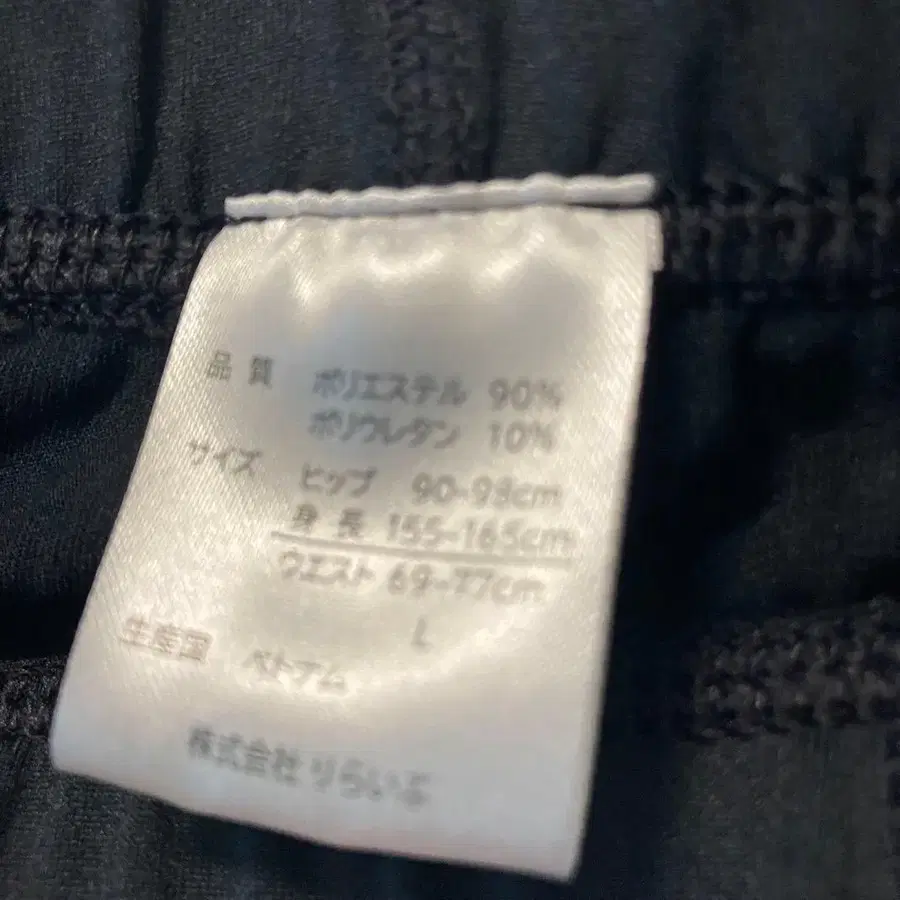 品質 ポリエステル 90%
ポリウレタン 10%
サイズ ヒップ 90-98cm
身長 155-165cm
ウエスト 69-77cm
L
生産国 ベトナム
株式会社りらいぶ